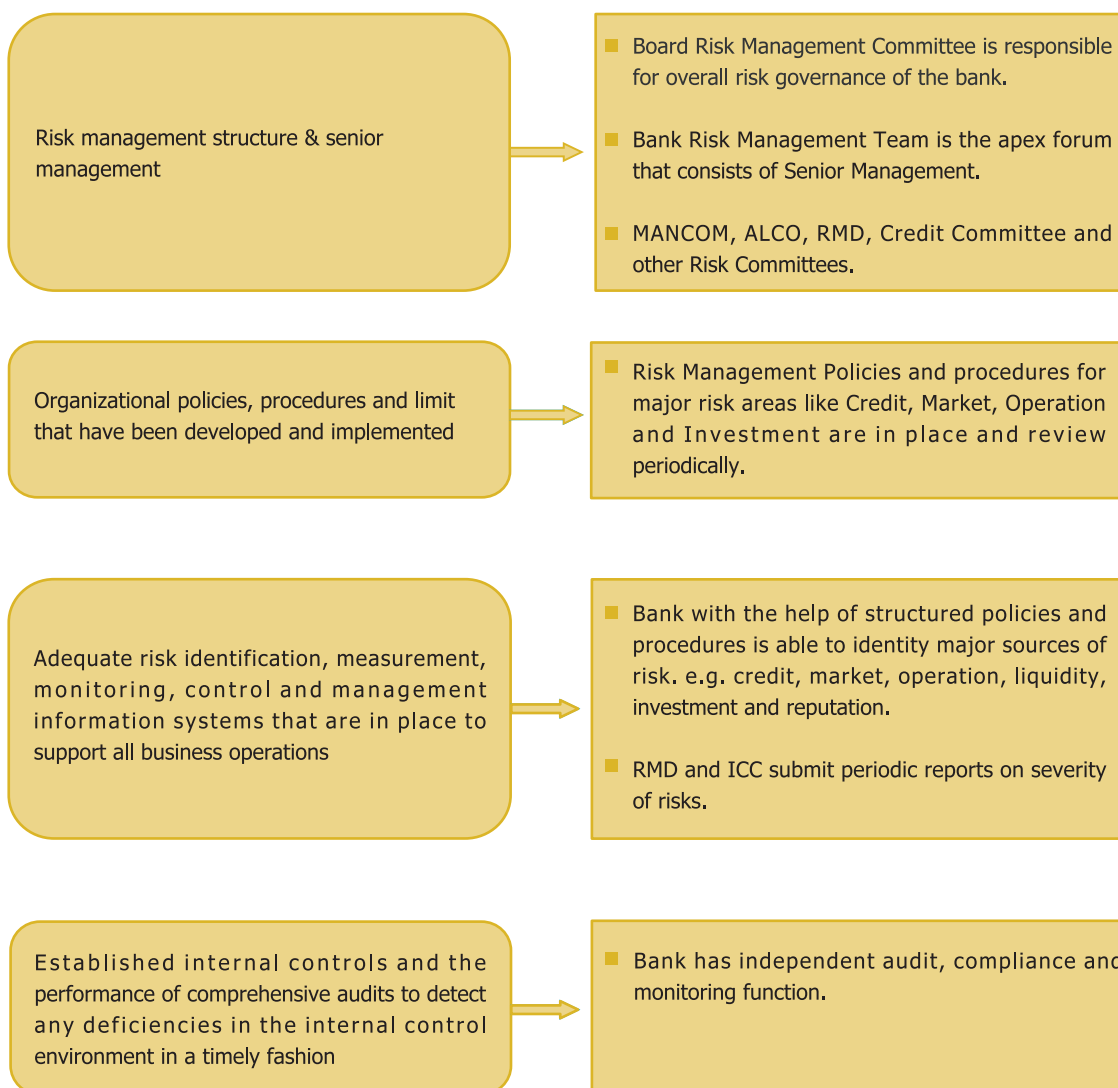 Risk management structure & senior
management
Board Risk Management Committee is responsible
for overall risk governance of the bank.
Bank Risk Management Team is the apex forum
that consists of Senior Management.
MANCOM, ALCO, RMD, Credit Committee and
other Risk Committees.
Organizational policies, procedures and limit
that have been developed and implemented
Risk Management Policies and procedures for
major risk areas like Credit, Market, Operation
and Investment are in place and review
periodically.
Adequate risk identification, measurement,
monitoring, control and management
information systems that are in place to
support all business operations
Bank with the help of structured policies and
procedures is able to identity major sources of
risk. e.g. credit, market, operation, liquidity,
investment and reputation.
RMD and ICC submit periodic reports on severity
of risks.
Established internal controls and the
performance of comprehensive audits to detect
any deficiencies in the internal control
environment in a timely fashion
Bank has independent audit, compliance and
monitoring function.